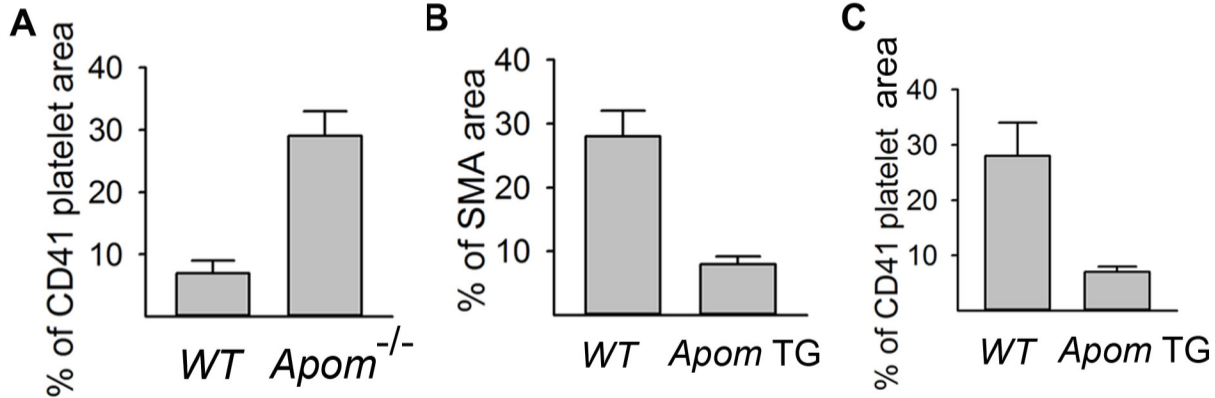 A
% of CD41 platelet area
40
30
20
10
WT Apom-/-
B
% of SMA area
40
30
20
10
WT Apom TG
C
% of CD41 platelet area
40
30
20
10
WT Apom TG